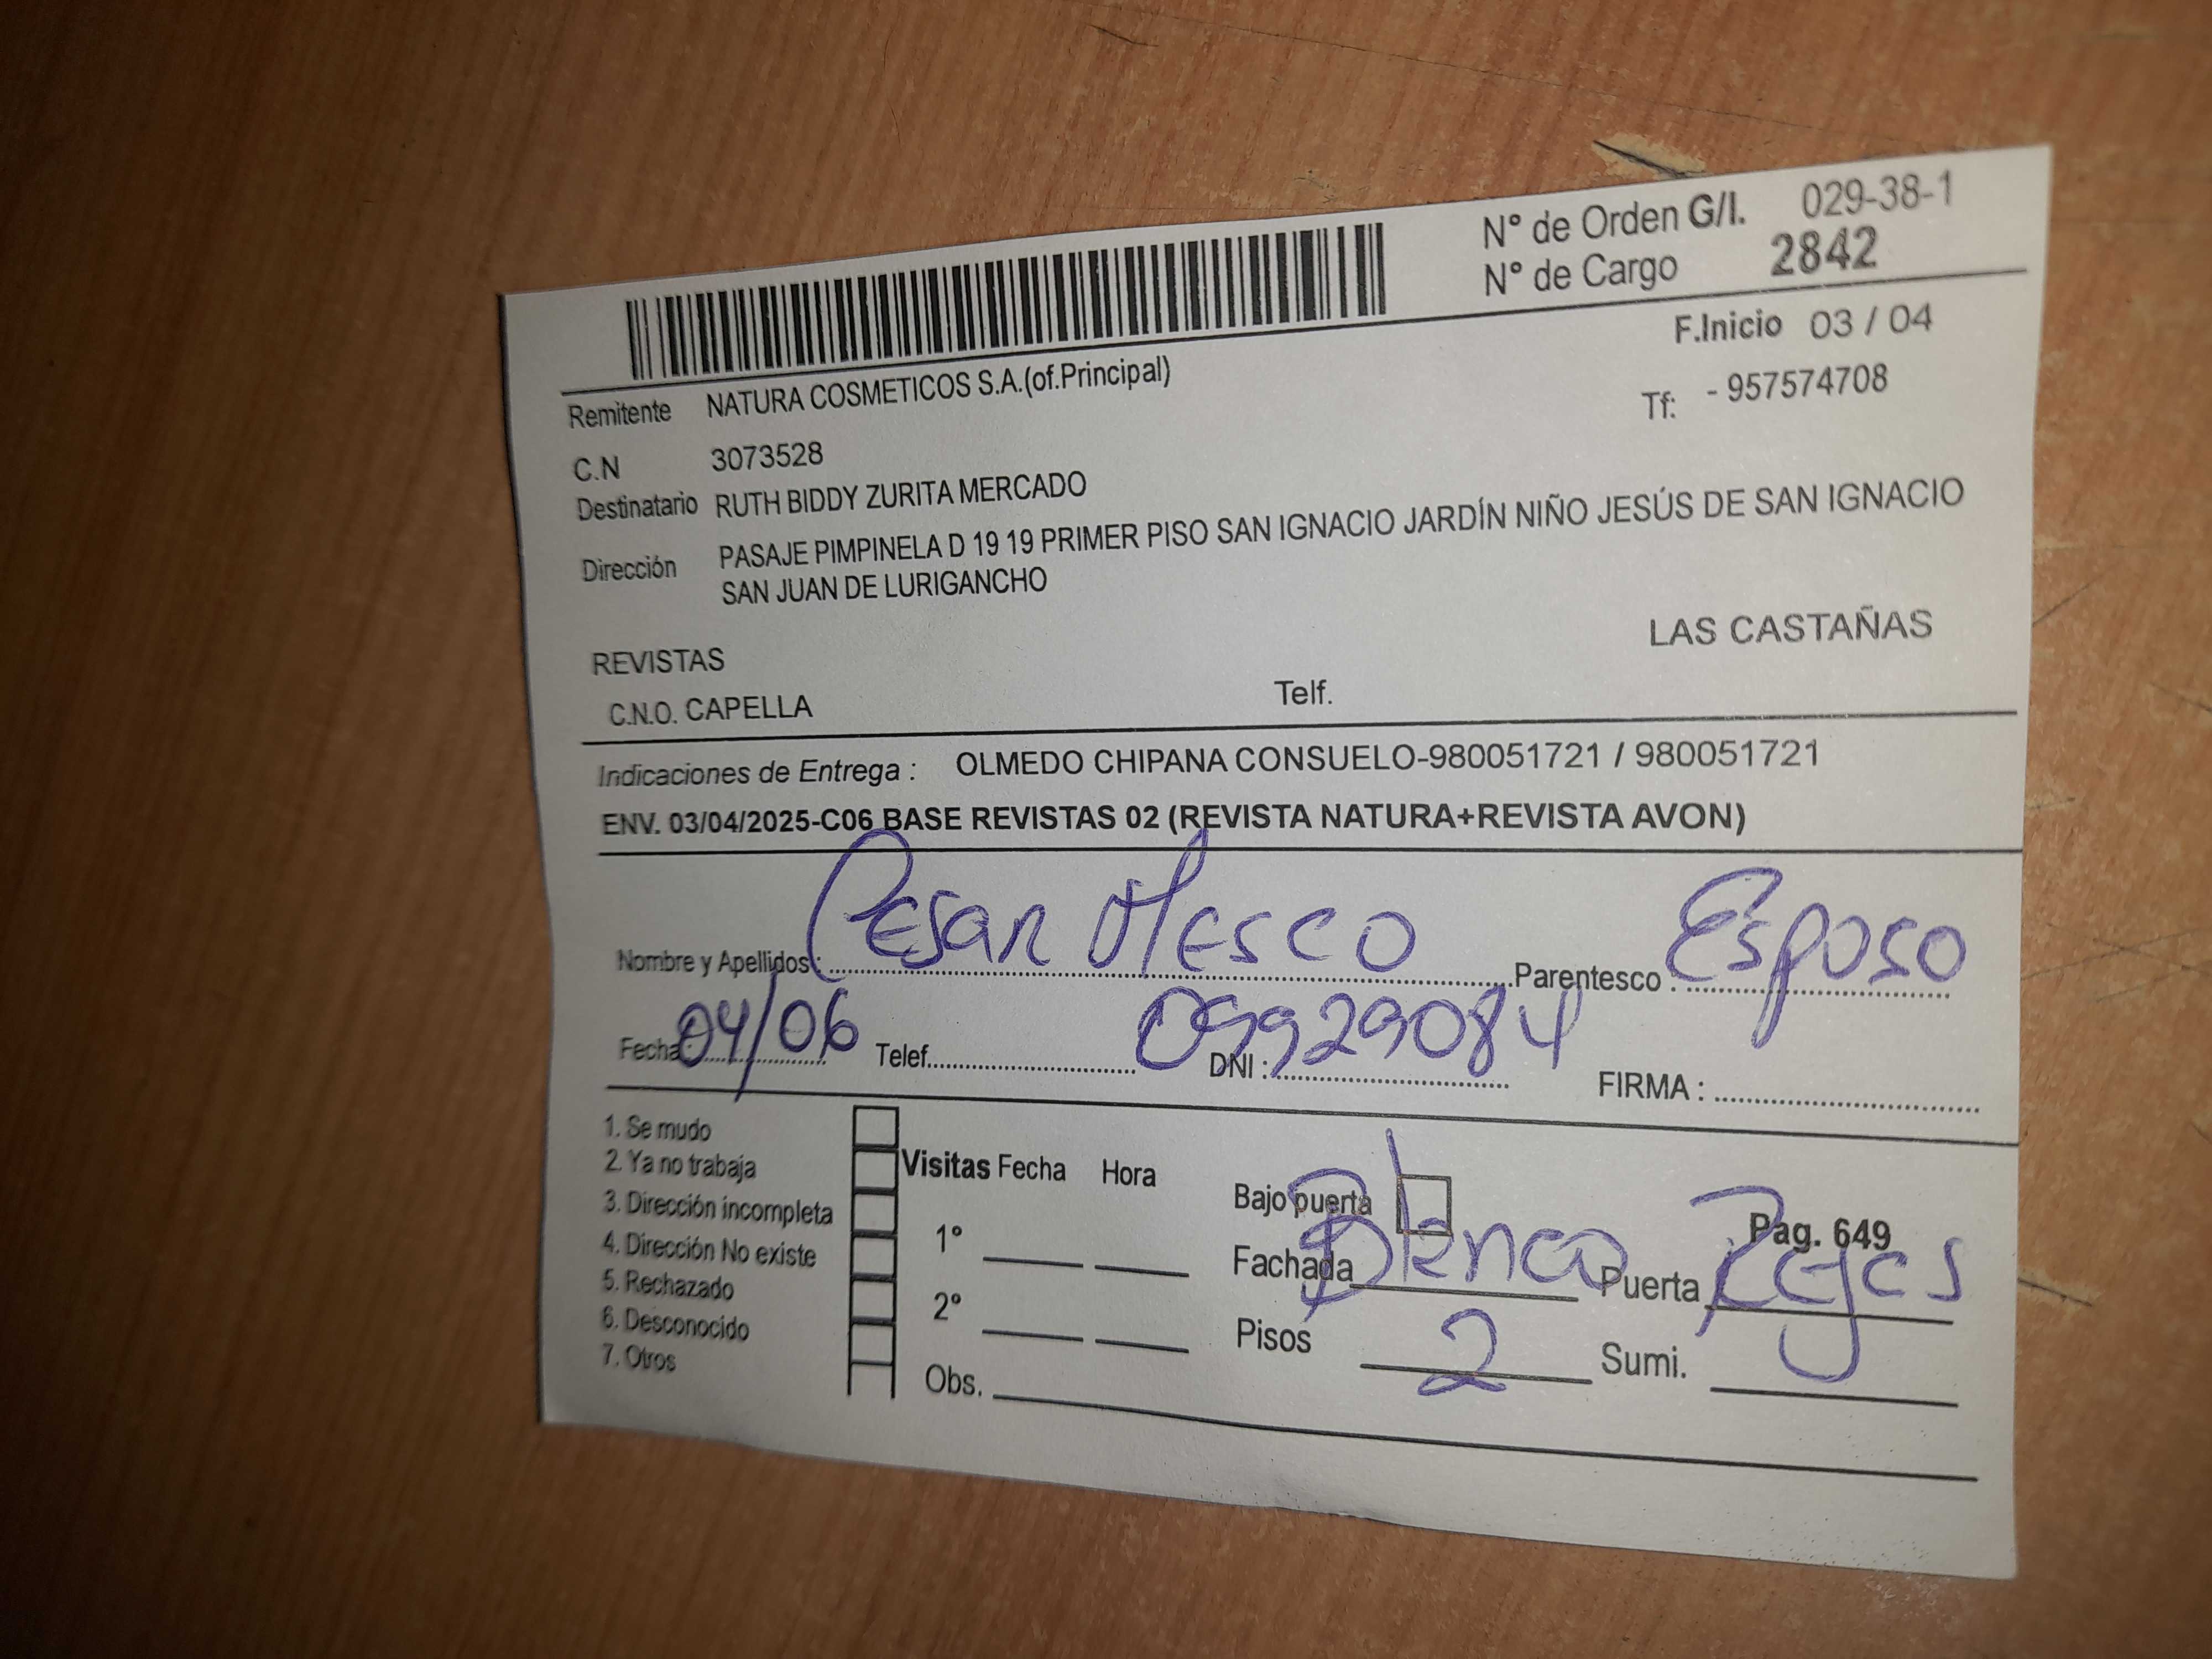 N° de Orden G/I. 029-38-1
N° de Cargo 2842
F.Inicio 03 / 04
Remitente NATURA COSMETICOS S.A.(of.Principal)
Tf: - 957574708
C.N 3073528
Destinatario RUTH BIDDY ZURITA MERCADO
Dirección PASAJE PIMPINELA D 19 19 PRIMER PISO SAN IGNACIO JARDÍN NIÑO JESÚS DE SAN IGNACIO
SAN JUAN DE LURIGANCHO
LAS CASTAÑAS
REVISTAS
C.N.O. CAPELLA Telf.
Indicaciones de Entrega : OLMEDO CHIPANA CONSUELO-980051721 / 980051721
ENV. 03/04/2025-C06 BASE REVISTAS 02 (REVISTA NATURA+REVISTA AVON)
Nombre y Apellidos: Cesar Mesco Parentesco : Esposo
Fecha: 04/06 Telef. DNI : 09929084 FIRMA :
1. Se mudo
2. Ya no trabaja
3. Dirección incompleta
4. Dirección No existe
5. Rechazado
6. Desconocido
7. Otros
Visitas Fecha Hora
1°
2°
Obs.
Bajo puerta Pag. 649
Fachada Blanco Puerta Rejas
Pisos 2 Sumi.